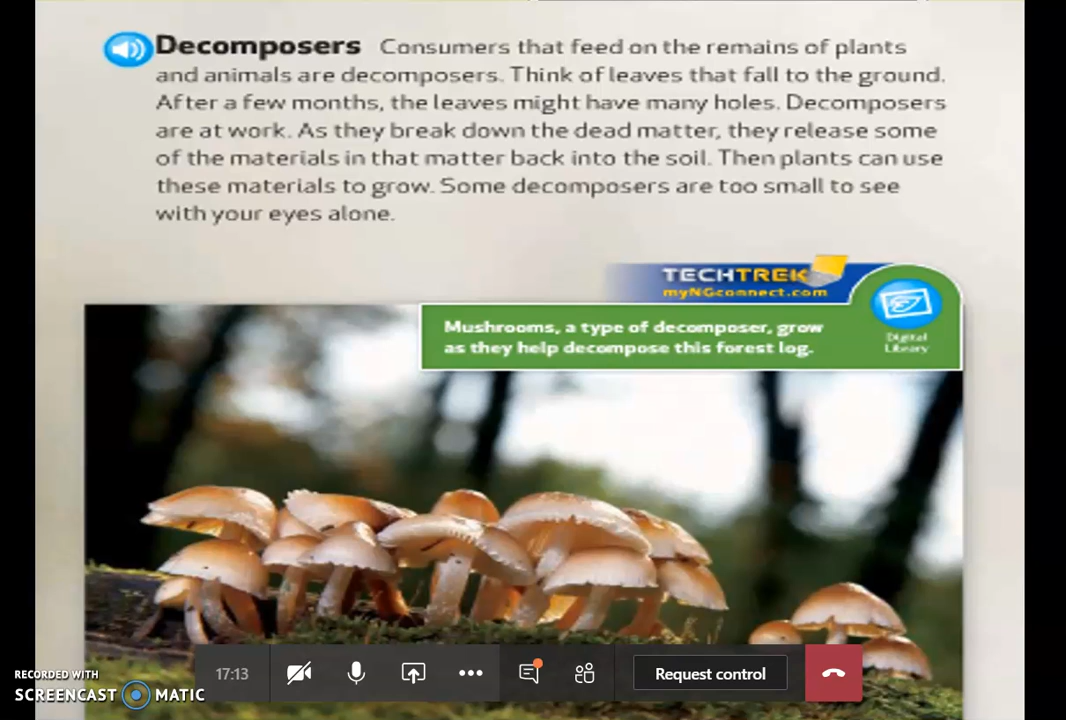 Decomposers Consumers that feed on the remains of plants
and animals are decomposers. Think of leaves that fall to the ground.
After a few months, the leaves might have many holes. Decomposers
are at work. As they break down the dead matter, they release some
of the materials in that matter back into the soil. Then plants can use
these materials to grow. Some decomposers are too small to see
with your eyes alone.
TECHTREK
myNGconnect.com
Mushrooms, a type of decomposer, grow
as they help decompose this forest log.
Digital
Library
17:13
Request control
RECORDED WITH
SCREENCAST MATIC